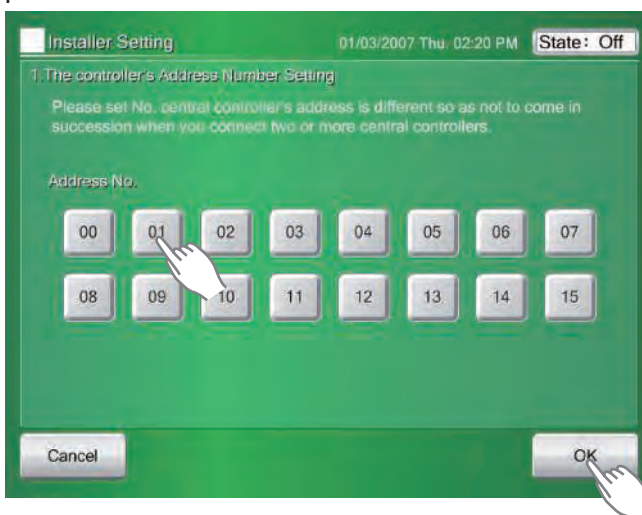 Installer Setting 01/03/2007 Thu 02:20 PM State: Off
1.The controller's Address Number Setting
Please set No. central controller's address is different so as not to come in
succession when you connect two or more central controllers.
Address No.
00 01 02 03 04 05 06 07
08 09 10 11 12 13 14 15
Cancel OK